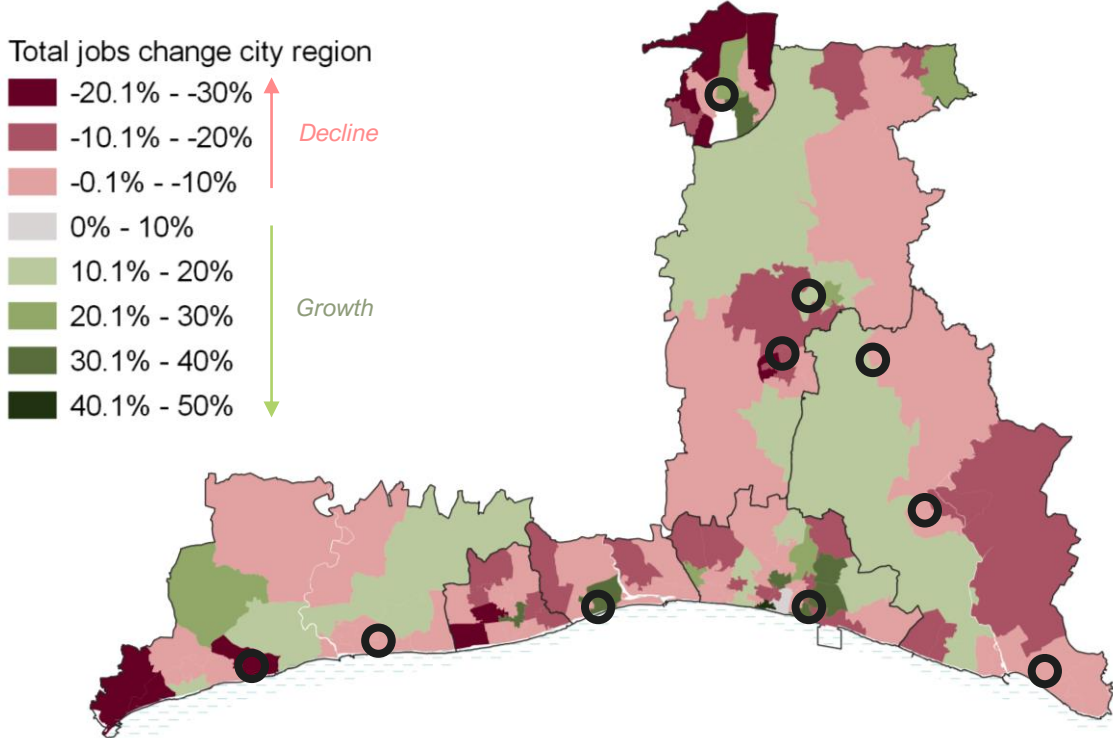 Total jobs change city region
-20.1% - -30%
-10.1% - -20%
-0.1% - -10%
0% - 10%
10.1% - 20%
20.1% - 30%
30.1% - 40%
40.1% - 50%
Decline
Growth